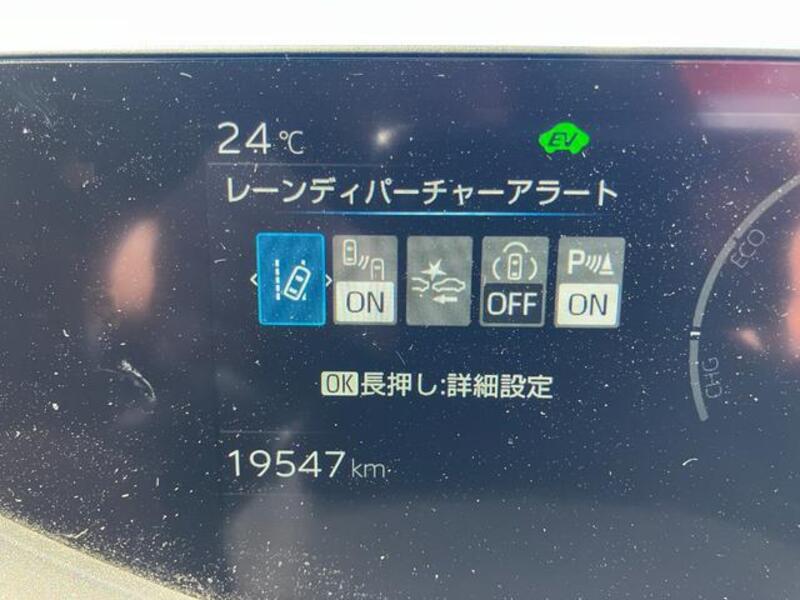 24℃
EV
レーンディパーチャーアラート
ON
OFF
P
ON
OK長押し:詳細設定
ECO
CHG
19547km